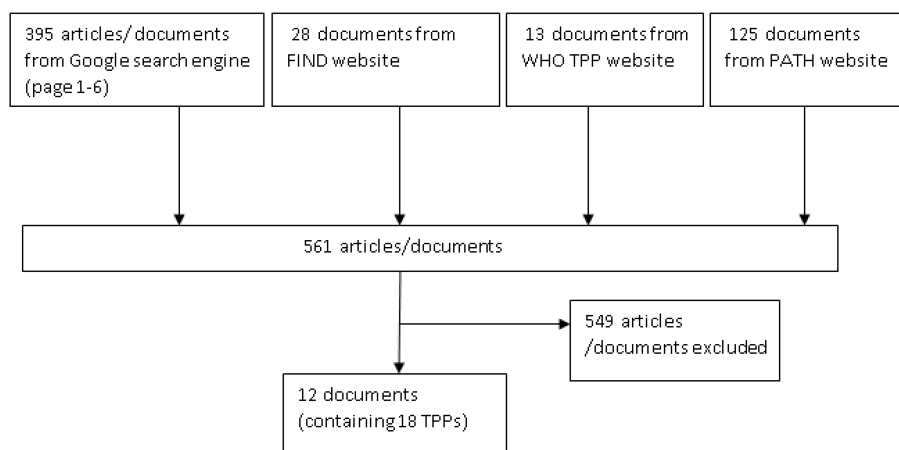 395 articles/documents
from Google search engine
(page 1-6)
28 documents from
FIND website
13 documents from
WHO TPP website
125 documents
from PATH website
561 articles/documents
549 articles
/documents excluded
12 documents
(containing 18 TPPs)